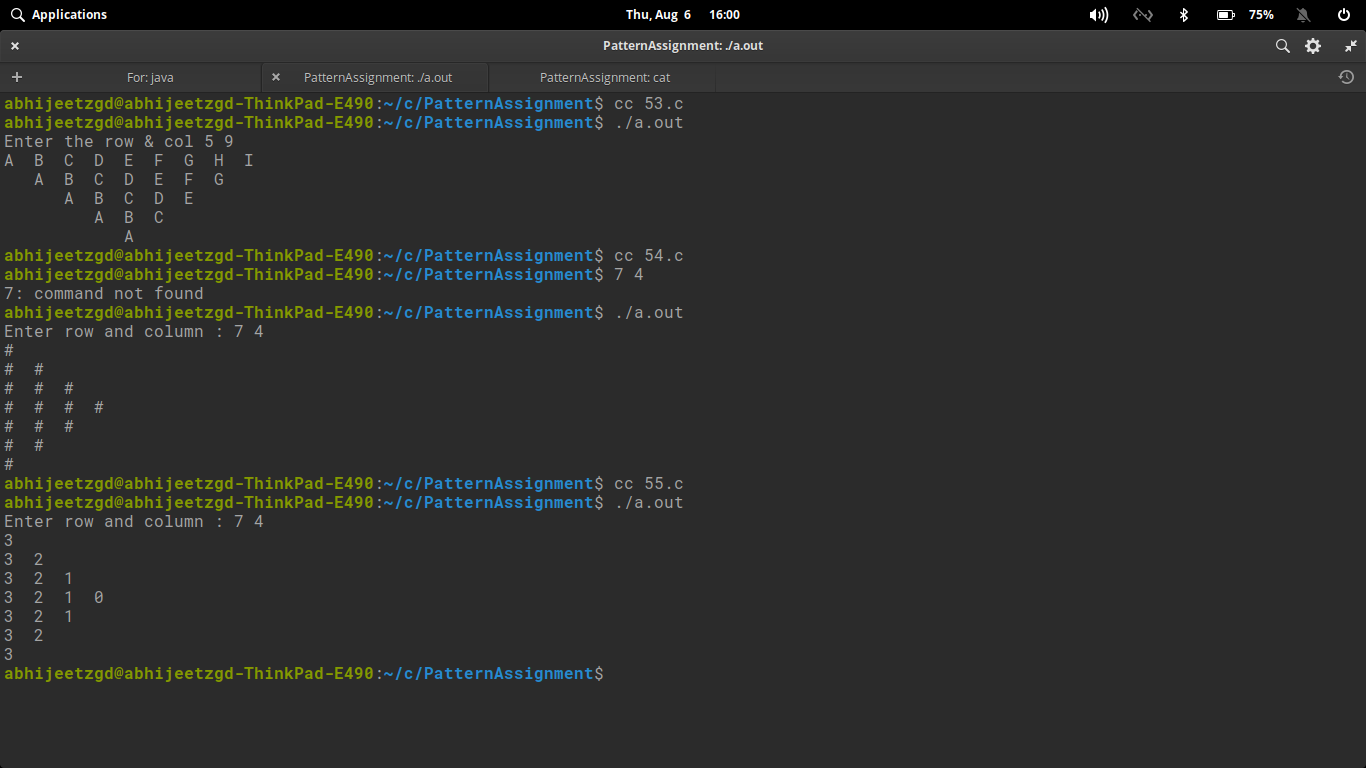 Applications Thu, Aug 6 16:00 75%
PatternAssignment: ./a.out
For: java PatternAssignment: ./a.out PatternAssignment: cat
abhijeetzgd@abhijeetzgd-ThinkPad-E490:~/c/PatternAssignment$ cc 53.c
abhijeetzgd@abhijeetzgd-ThinkPad-E490:~/c/PatternAssignment$ ./a.out
Enter the row & col 5 9
A  B  C  D  E  F  G  H  I
   A  B  C  D  E  F  G
      A  B  C  D  E
         A  B  C
            A
abhijeetzgd@abhijeetzgd-ThinkPad-E490:~/c/PatternAssignment$ cc 54.c
abhijeetzgd@abhijeetzgd-ThinkPad-E490:~/c/PatternAssignment$ 7 4
7: command not found
abhijeetzgd@abhijeetzgd-ThinkPad-E490:~/c/PatternAssignment$ ./a.out
Enter row and column : 7 4
#
#  #
#  #  #
#  #  #  #
#  #  #
#  #
#
abhijeetzgd@abhijeetzgd-ThinkPad-E490:~/c/PatternAssignment$ cc 55.c
abhijeetzgd@abhijeetzgd-ThinkPad-E490:~/c/PatternAssignment$ ./a.out
Enter row and column : 7 4
3
3  2
3  2  1
3  2  1  0
3  2  1
3  2
3
abhijeetzgd@abhijeetzgd-ThinkPad-E490:~/c/PatternAssignment$